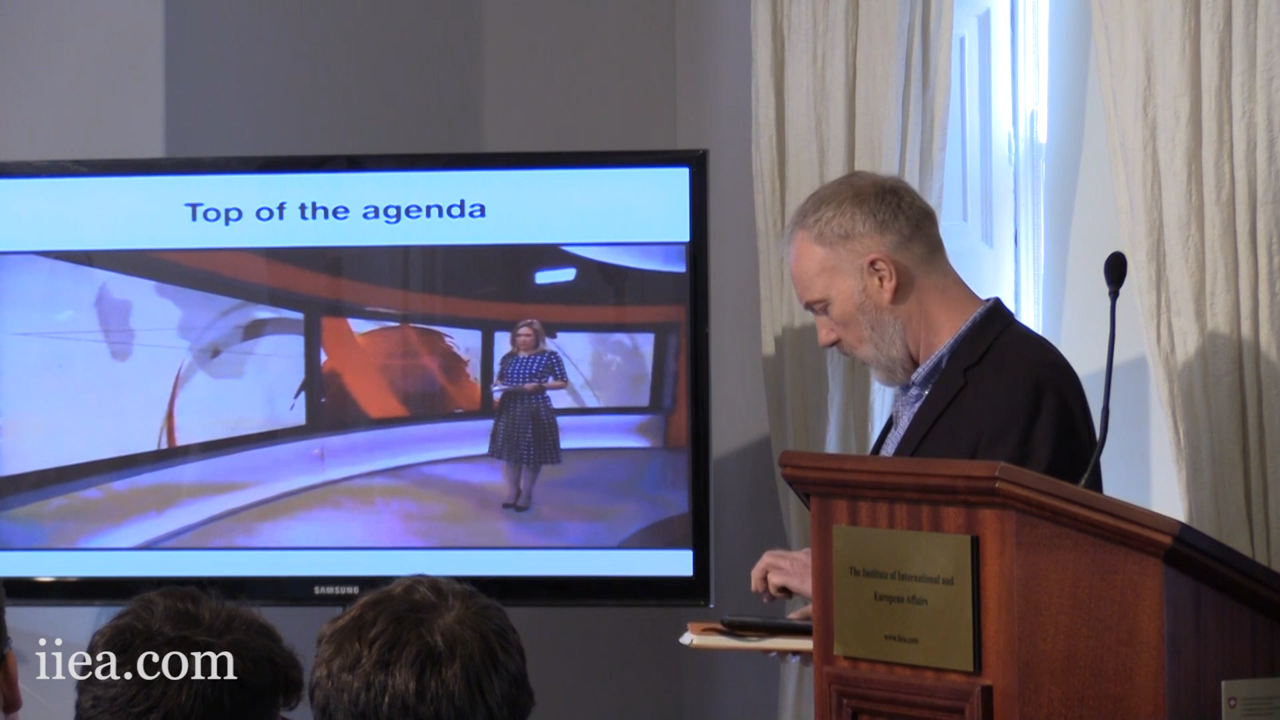 Top of the agenda
SAMSUNG
The Institute of International and
European Affairs
www.iiea.com
iiea.com